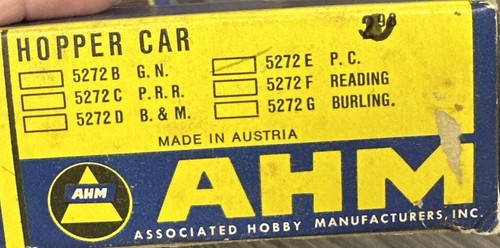 2 98
HOPPER CAR
5272 B G. N. 5272 E P. C.
5272 C P. R. R. 5272 F READING
5272 D B. & M. 5272 G BURLING.
MADE IN AUSTRIA
AHM AHM
ASSOCIATED HOBBY MANUFACTURERS, INC.